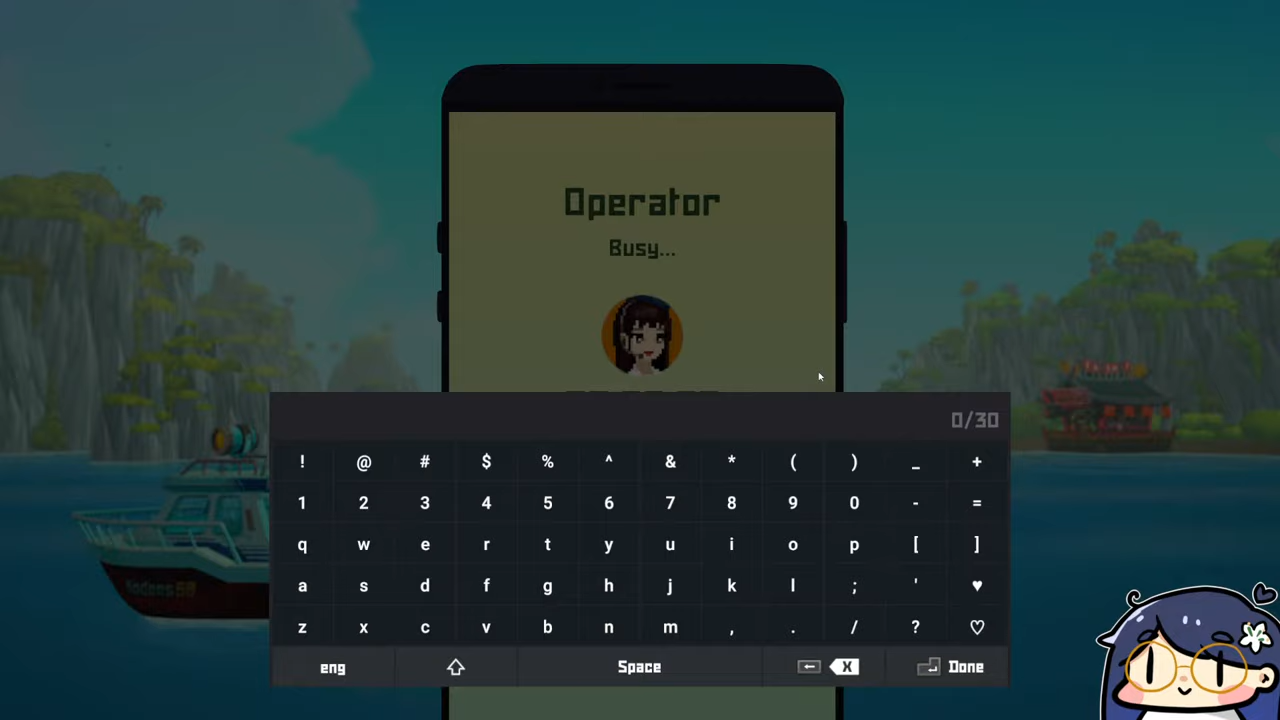 Operator
Busy...
0/30
! @ # $ % ^ & * ( ) _ +
1 2 3 4 5 6 7 8 9 0 - =
q w e r t y u i o p [ ]
a s d f g h j k l ; ' ♥
z x c v b n m , . / ? ♡
eng Space X Done